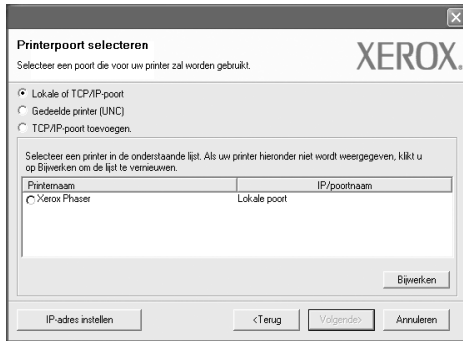 Printerpoort selecteren
Selecteer een poort die voor uw printer zal worden gebruikt.
XEROX.
Lokale of TCP/IP-poort
Gedeelde printer (UNC)
TCP/IP-poort toevoegen.
Selecteer een printer in de onderstaande lijst. Als uw printer hieronder niet wordt weergegeven, klikt u
op Bijwerken om de lijst te vernieuwen.
Printernaam IP/poortnaam
Xerox Phaser Lokale poort
Bijwerken
IP-adres instellen <Terug Volgende> Annuleren